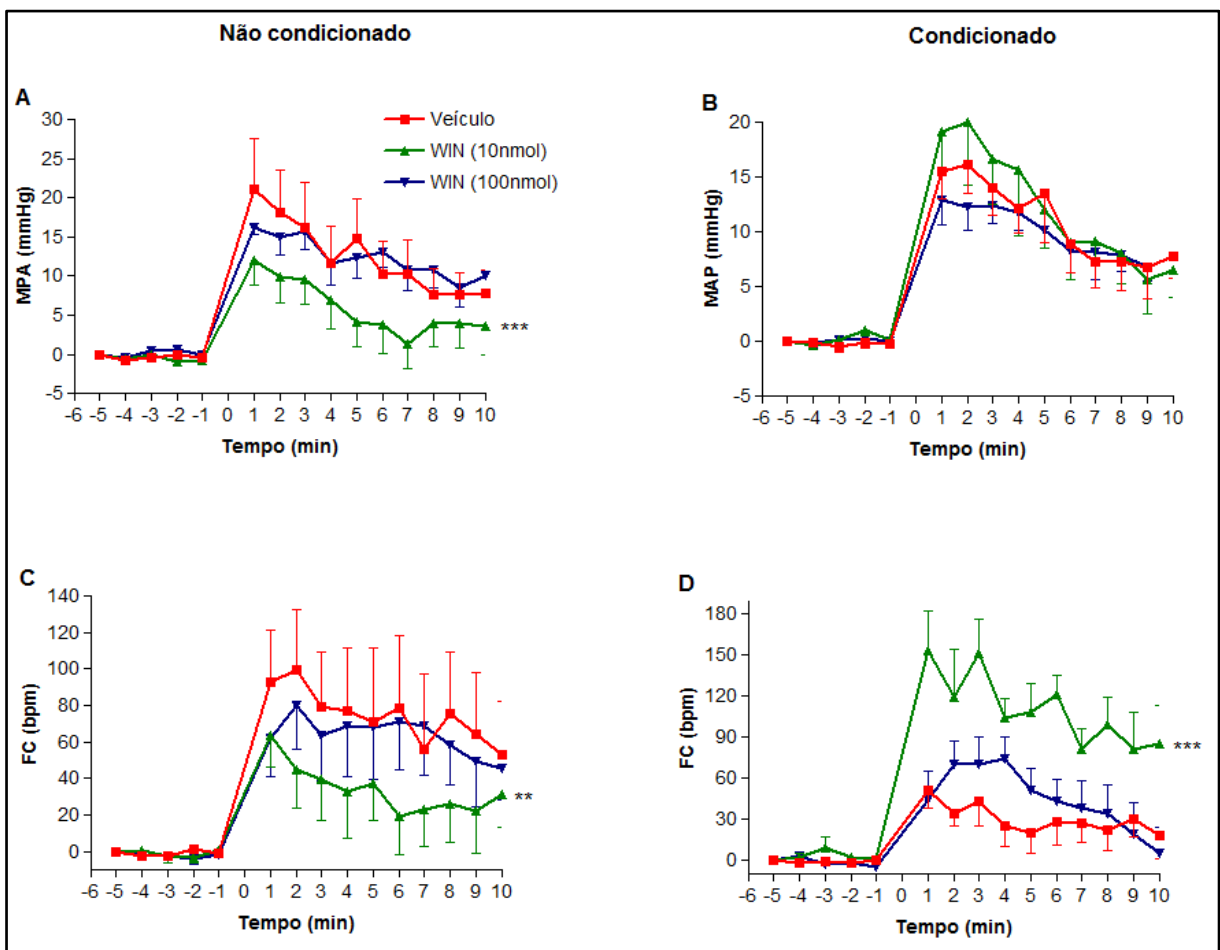 Não condicionado
Condicionado
A
30
25
20
15
10
5
0
-5
MPA (mmHg)
Veículo
WIN (10nmol)
WIN (100nmol)
***
-6 -5 -4 -3 -2 -1 0 1 2 3 4 5 6 7 8 9 10
Tempo (min)
B
20
15
10
5
0
-5
MAP (mmHg)
-6 -5 -4 -3 -2 -1 0 1 2 3 4 5 6 7 8 9 10
Tempo (min)
C
140
120
100
80
60
40
20
0
FC (bpm)
**
-6 -5 -4 -3 -2 -1 0 1 2 3 4 5 6 7 8 9 10
Tempo (min)
D
180
150
120
90
60
30
0
FC (bpm)
***
-6 -5 -4 -3 -2 -1 0 1 2 3 4 5 6 7 8 9 10
Tempo (min)